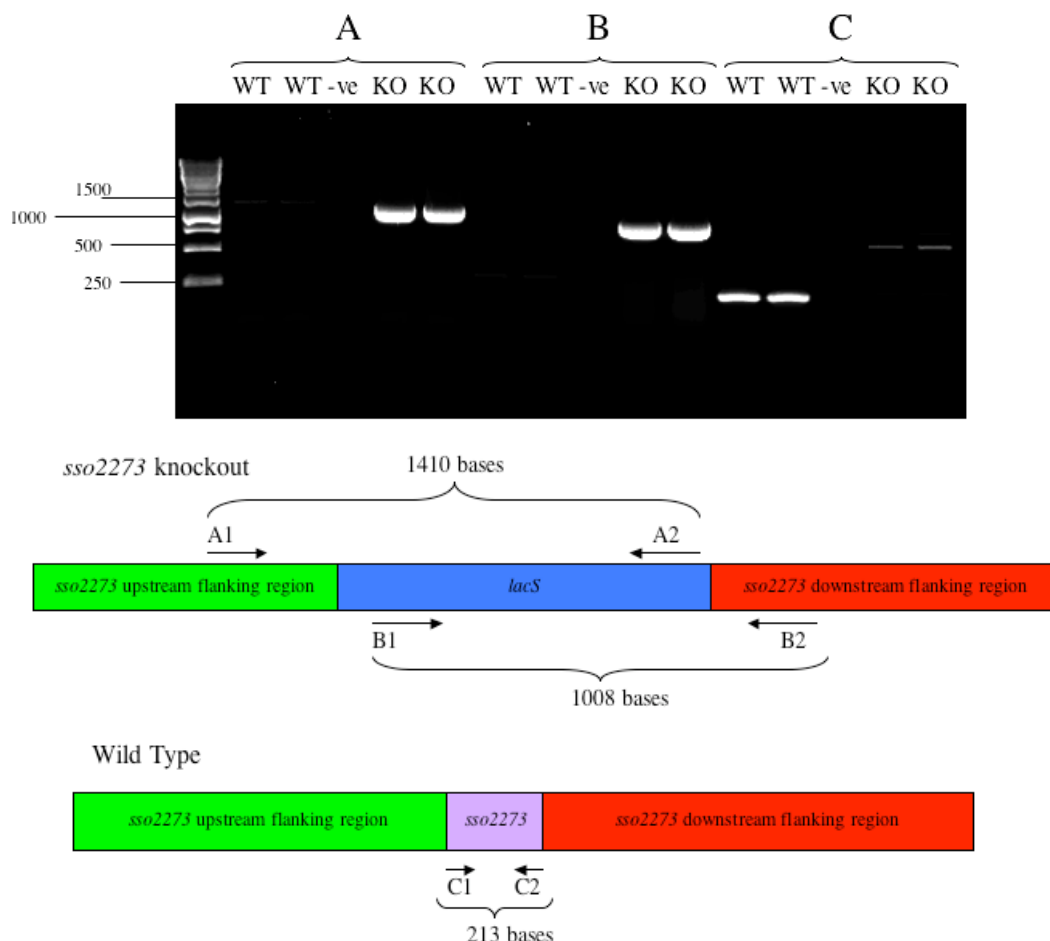 A B C
WT WT -ve KO KO WT WT -ve KO KO WT WT -ve KO KO
1500
1000
500
250
sso2273 knockout
1410 bases
A1 A2
sso2273 upstream flanking region lacS sso2273 downstream flanking region
B1 B2
1008 bases
Wild Type
sso2273 upstream flanking region sso2273 sso2273 downstream flanking region
C1 C2
213 bases